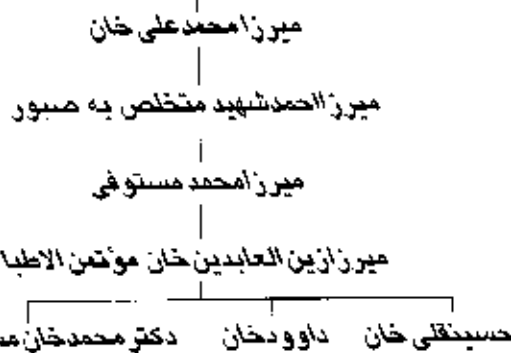 میرزامحمدعلی خان
میرزااحمدشهید متخلص به صبور
میرزامحمد مستوفی
میرزازین العابدین خان مؤتمن الاطبا
حسینقلی خان داوودخان دکترمحمدخان